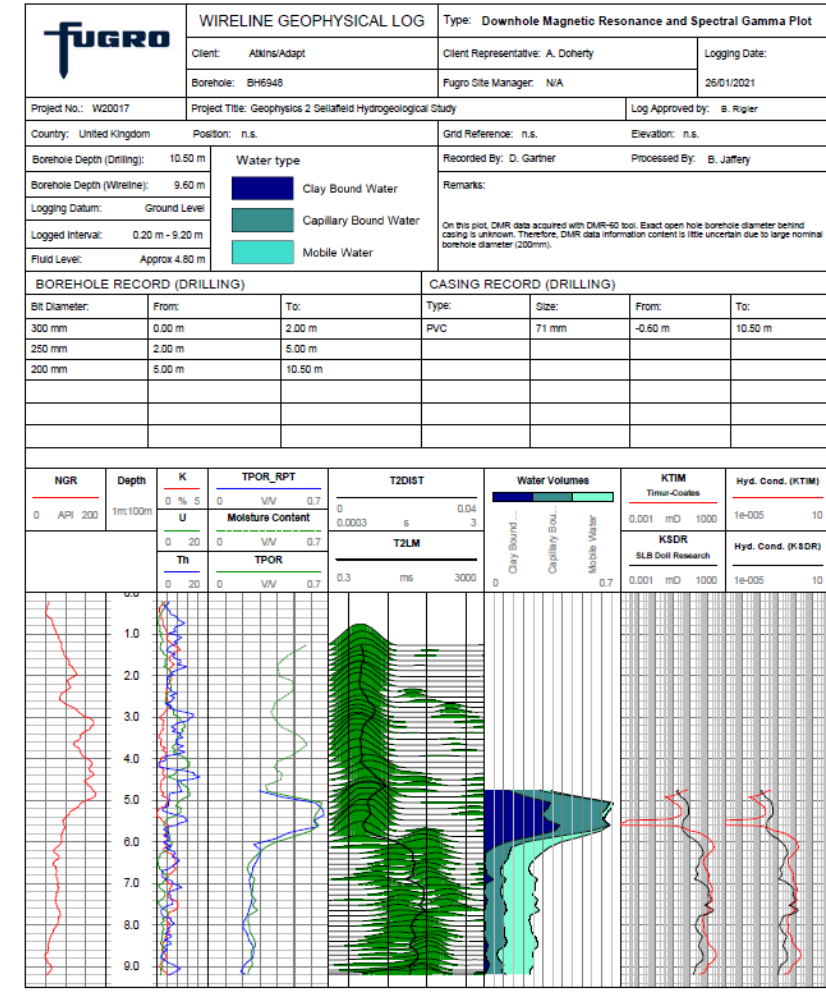 FUGRO
WIRELINE GEOPHYSICAL LOG
Type: Downhole Magnetic Resonance and Spectral Gamma Plot
Client: Atkins/Adapt
Client Representative: A. Doherty
Logging Date:
Borehole: BH6948
Fugro Site Manager: N/A
26/01/2021
Project No.: W20017
Project Title: Geophysics 2 Sellafield Hydrogeological Study
Log Approved by: B. Rigler
Country: United Kingdom
Position: n.s.
Grid Reference: n.s.
Elevation: n.s.
Borehole Depth (Drilling): 10.50 m
Water type
Recorded By: D. Gartner
Processed By: B. Jaffery
Borehole Depth (Wireline): 9.60 m
Clay Bound Water
Remarks:
Logging Datum: Ground Level
Capillary Bound Water
Logged Interval: 0.20 m - 9.20 m
Mobile Water
Fluid Level: Approx 4.80 m
On this plot, DMR data acquired with DMR-60 tool. Exact open hole borehole diameter behind
casing is unknown. Therefore, DMR data information content is little uncertain due to large nominal
borehole diameter (200mm).
BOREHOLE RECORD (DRILLING)
CASING RECORD (DRILLING)
Bit Diameter: From: To: Type: Size: From: To:
300 mm 0.00 m 2.00 m PVC 71 mm -0.60 m 10.50 m
250 mm 2.00 m 5.00 m
200 mm 5.00 m 10.50 m
NGR
0 API 200
Depth
1m:100m
K
0 % 5
U
0 20
Th
0 20
TPOR_RPT
0 V/V 0.7
Moisture Content
0 V/V 0.7
TPOR
0 V/V 0.7
T2DIST
0 0.04
0.0003 s 3
T2LM
0.3 ms 3000
Water Volumes
Clay Bound ...
Capillary Bou...
Mobile Water
0 0.7
KTIM
Timur-Coates
0.001 mD 1000
KSDR
SLB Doll Research
0.001 mD 1000
Hyd. Cond. (KTIM)
1e-005 10
Hyd. Cond. (KSDR)
1e-005 10
0.0
1.0
2.0
3.0
4.0
5.0
6.0
7.0
8.0
9.0